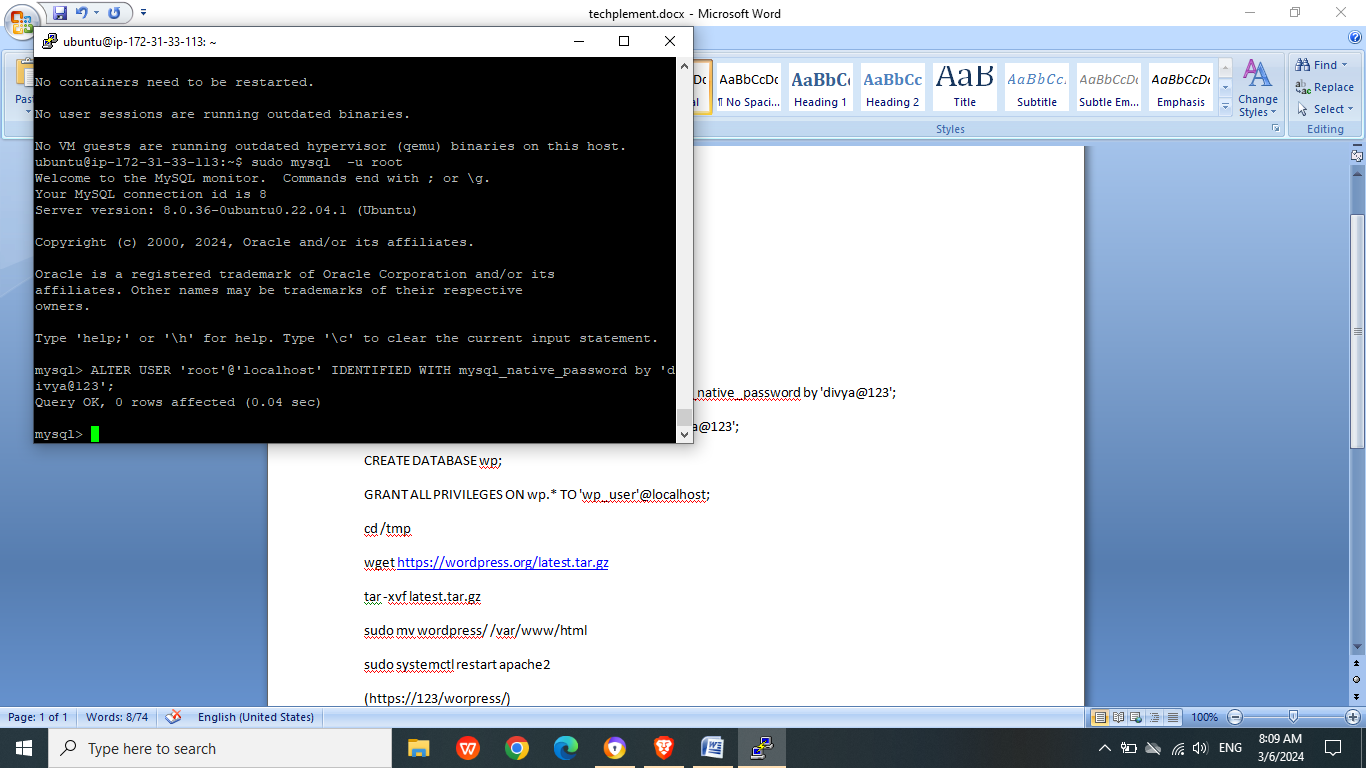 techplement.docx - Microsoft Word
ubuntu@ip-172-31-33-113: ~
No containers need to be restarted.
No user sessions are running outdated binaries.
No VM guests are running outdated hypervisor (qemu) binaries on this host.
ubuntu@ip-172-31-33-113:~$ sudo mysql  -u root
Welcome to the MySQL monitor.  Commands end with ; or \g.
Your MySQL connection id is 8
Server version: 8.0.36-0ubuntu0.22.04.1 (Ubuntu)
Copyright (c) 2000, 2024, Oracle and/or its affiliates.
Oracle is a registered trademark of Oracle Corporation and/or its
affiliates. Other names may be trademarks of their respective
owners.
Type 'help;' or '\h' for help. Type '\c' to clear the current input statement.
mysql> ALTER USER 'root'@'localhost' IDENTIFIED WITH mysql_native_password by 'd
ivya@123';
Query OK, 0 rows affected (0.04 sec)
mysql>
Past
AaBbCcDc AaBbCc AaBbCc AaB AaBbCcL AaBbCcDc AaBbCcDc
¶ No Spaci... Heading 1 Heading 2 Title Subtitle Subtle Em... Emphasis
Change
Styles
Styles
Find
Replace
Select
Editing
_native_password by 'divya@123';
a@123';
CREATE DATABASE wp;
GRANT ALL PRIVILEGES ON wp.* TO 'wp_user'@localhost;
cd /tmp
wget https://wordpress.org/latest.tar.gz
tar -xvf latest.tar.gz
sudo mv wordpress/ /var/www/html
sudo systemctl restart apache2
(https://123/worpress/)
Page: 1 of 1 Words: 8/74 English (United States) 100%
Type here to search
ENG
8:09 AM
3/6/2024